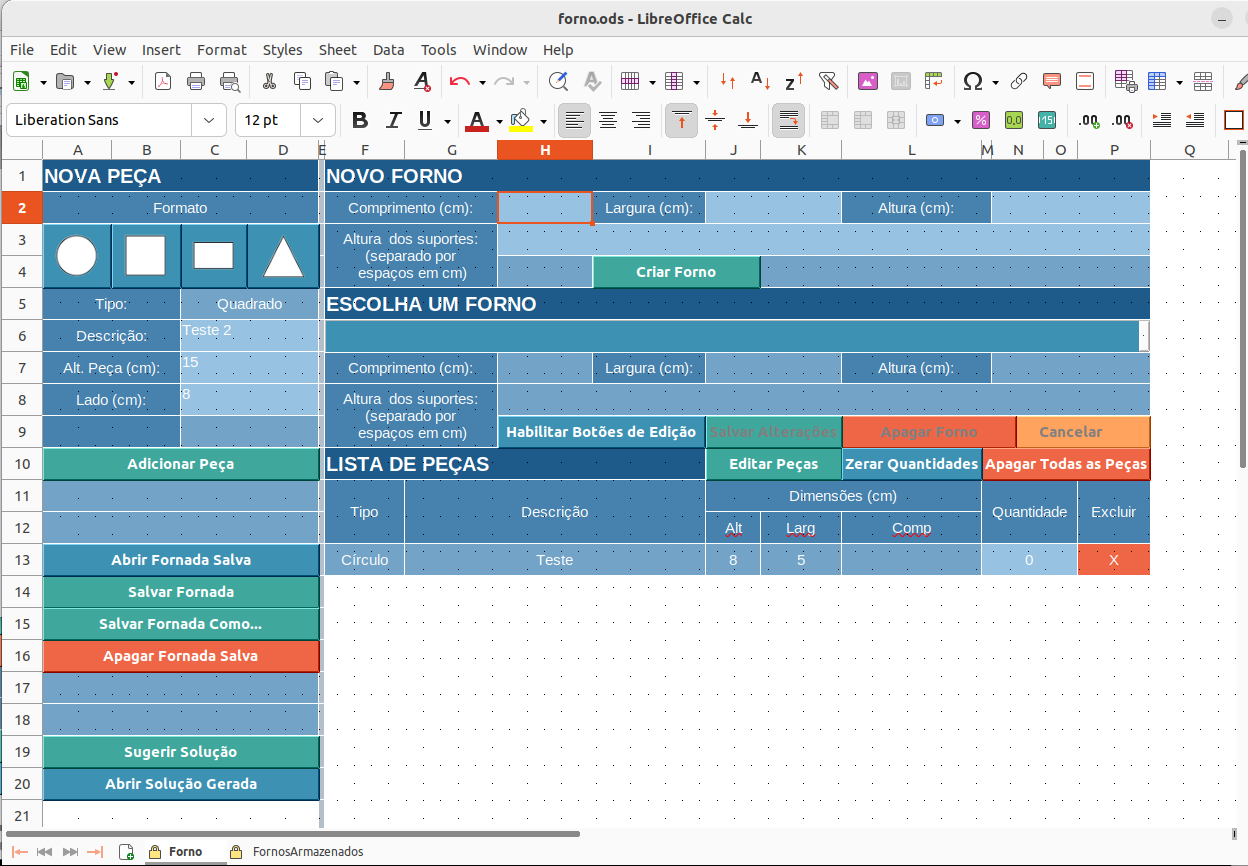 forno.ods - LibreOffice Calc
File Edit View Insert Format Styles Sheet Data Tools Window Help
Liberation Sans 12 pt
A B C D E F G H I J K L M N O P Q
1 NOVA PEÇA NOVO FORNO
2 Formato Comprimento (cm): Largura (cm): Altura (cm):
3 Altura dos suportes:
(separado por
4 espaços em cm) Criar Forno
5 Tipo: Quadrado ESCOLHA UM FORNO
6 Descrição: Teste 2
7 Alt. Peça (cm): 15 Comprimento (cm): Largura (cm): Altura (cm):
8 Lado (cm): 8 Altura dos suportes:
(separado por
9 espaços em cm) Habilitar Botões de Edição Salvar Alterações Apagar Forno Cancelar
10 Adicionar Peça LISTA DE PEÇAS Editar Peças Zerar Quantidades Apagar Todas as Peças
11 Dimensões (cm)
Tipo Descrição Quantidade Excluir
12 Alt Larg Comp
13 Abrir Fornada Salva Círculo Teste 8 5 0 X
14 Salvar Fornada
15 Salvar Fornada Como...
16 Apagar Fornada Salva
17
18
19 Sugerir Solução
20 Abrir Solução Gerada
21
Forno FornosArmazenados